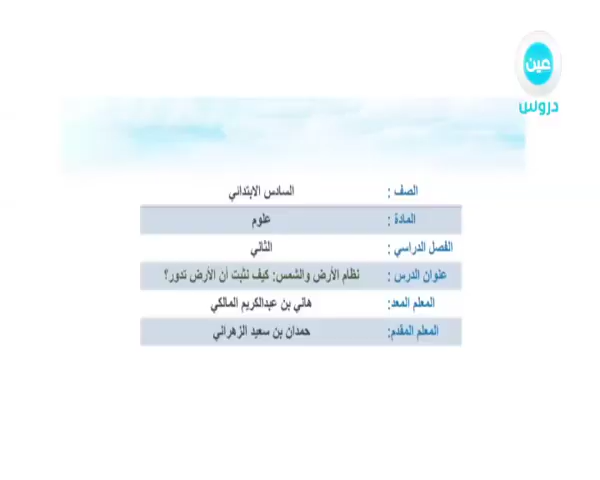 عين
دروس
الصف : السادس الابتدائي
المادة : علوم
الفصل الدراسي : الثاني
عنوان الدرس : نظام الأرض والشمس: كيف نثبت أن الأرض تدور؟
المعلم المعد: هاني بن عبدالكريم المالكي
المعلم المقدم: حمدان بن سعيد الزهراني